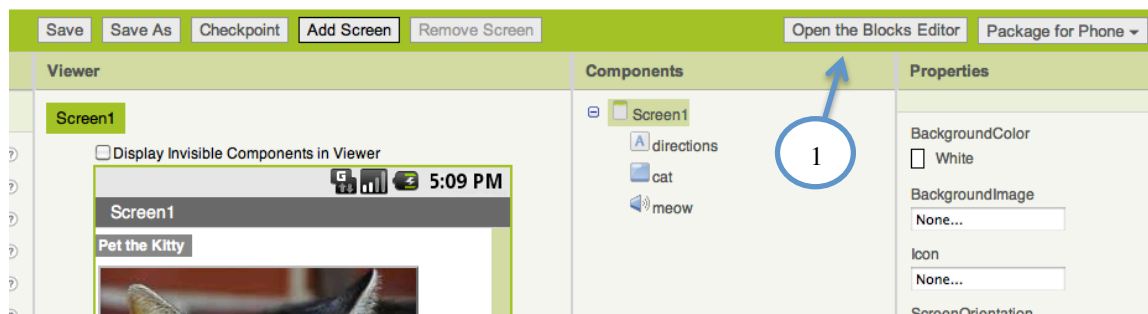 Save Save As Checkpoint Add Screen Remove Screen Open the Blocks Editor Package for Phone
Viewer Components Properties
Screen1
Display Invisible Components in Viewer
5:09 PM
Screen1
Pet the Kitty
Screen1
directions
cat
meow
1
BackgroundColor
White
BackgroundImage
None...
Icon
None...
ScreenOrientation